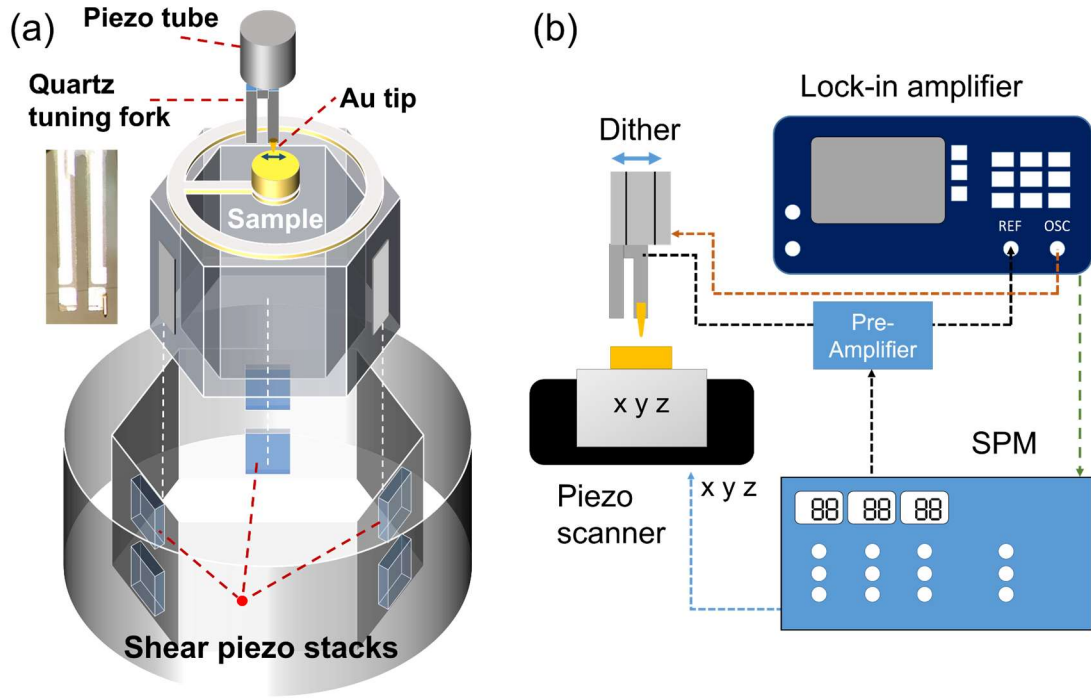 (a)
Piezo tube
Quartz
tuning fork
Au tip
Sample
Shear piezo stacks
(b)
Lock-in amplifier
Dither
REF OSC
Pre-
Amplifier
x y z
SPM
x y z
Piezo
scanner
88 88 88